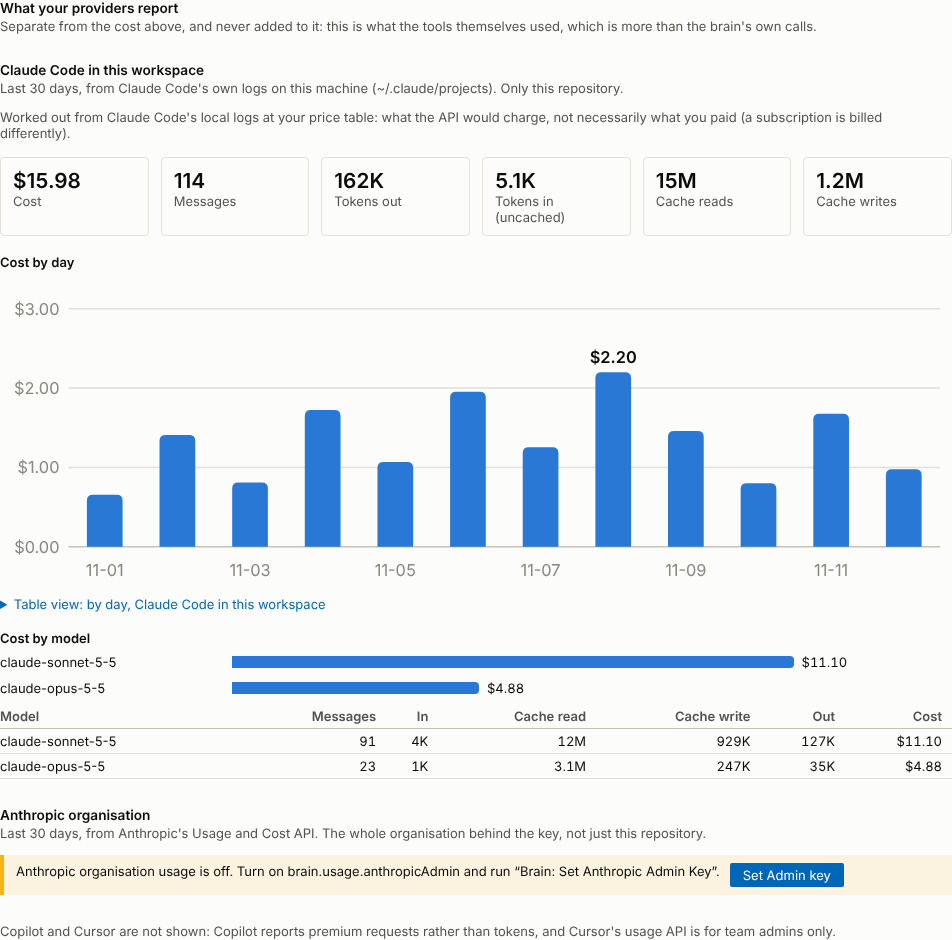 What your providers report
Separate from the cost above, and never added to it: this is what the tools themselves used, which is more than the brain's own calls.
Claude Code in this workspace
Last 30 days, from Claude Code's own logs on this machine (~/.claude/projects). Only this repository.
Worked out from Claude Code's local logs at your price table: what the API would charge, not necessarily what you paid (a subscription is billed
differently).
$15.98 114 162K 5.1K 15M 1.2M
Cost Messages Tokens out Tokens in Cache reads Cache writes
(uncached)
Cost by day
$3.00
$2.20
$2.00
$1.00
$0.00
11-01 11-03 11-05 11-07 11-09 11-11
Table view: by day, Claude Code in this workspace
Cost by model
claude-sonnet-5-5 $11.10
claude-opus-5-5 $4.88
Model Messages In Cache read Cache write Out Cost
claude-sonnet-5-5 91 4K 12M 929K 127K $11.10
claude-opus-5-5 23 1K 3.1M 247K 35K $4.88
Anthropic organisation
Last 30 days, from Anthropic's Usage and Cost API. The whole organisation behind the key, not just this repository.
Anthropic organisation usage is off. Turn on brain.usage.anthropicAdmin and run “Brain: Set Anthropic Admin Key”. Set Admin key
Copilot and Cursor are not shown: Copilot reports premium requests rather than tokens, and Cursor's usage API is for team admins only.